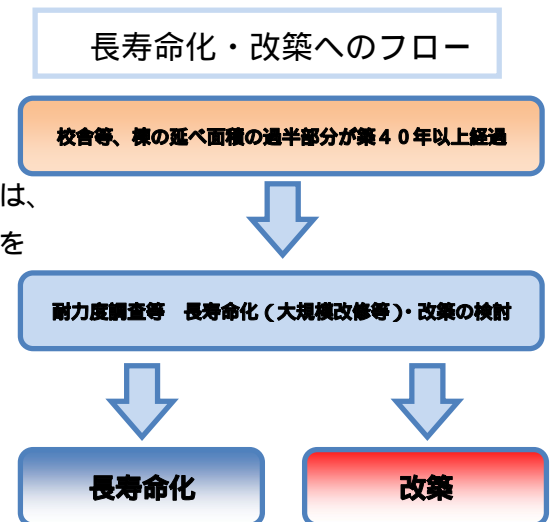 長寿命化・改築へのフロー
校舎等、棟の延べ面積の過半部分が築４０年以上経過
は、
を
耐力度調査等　長寿命化（大規模改修等）・改築の検討
長寿命化
改築